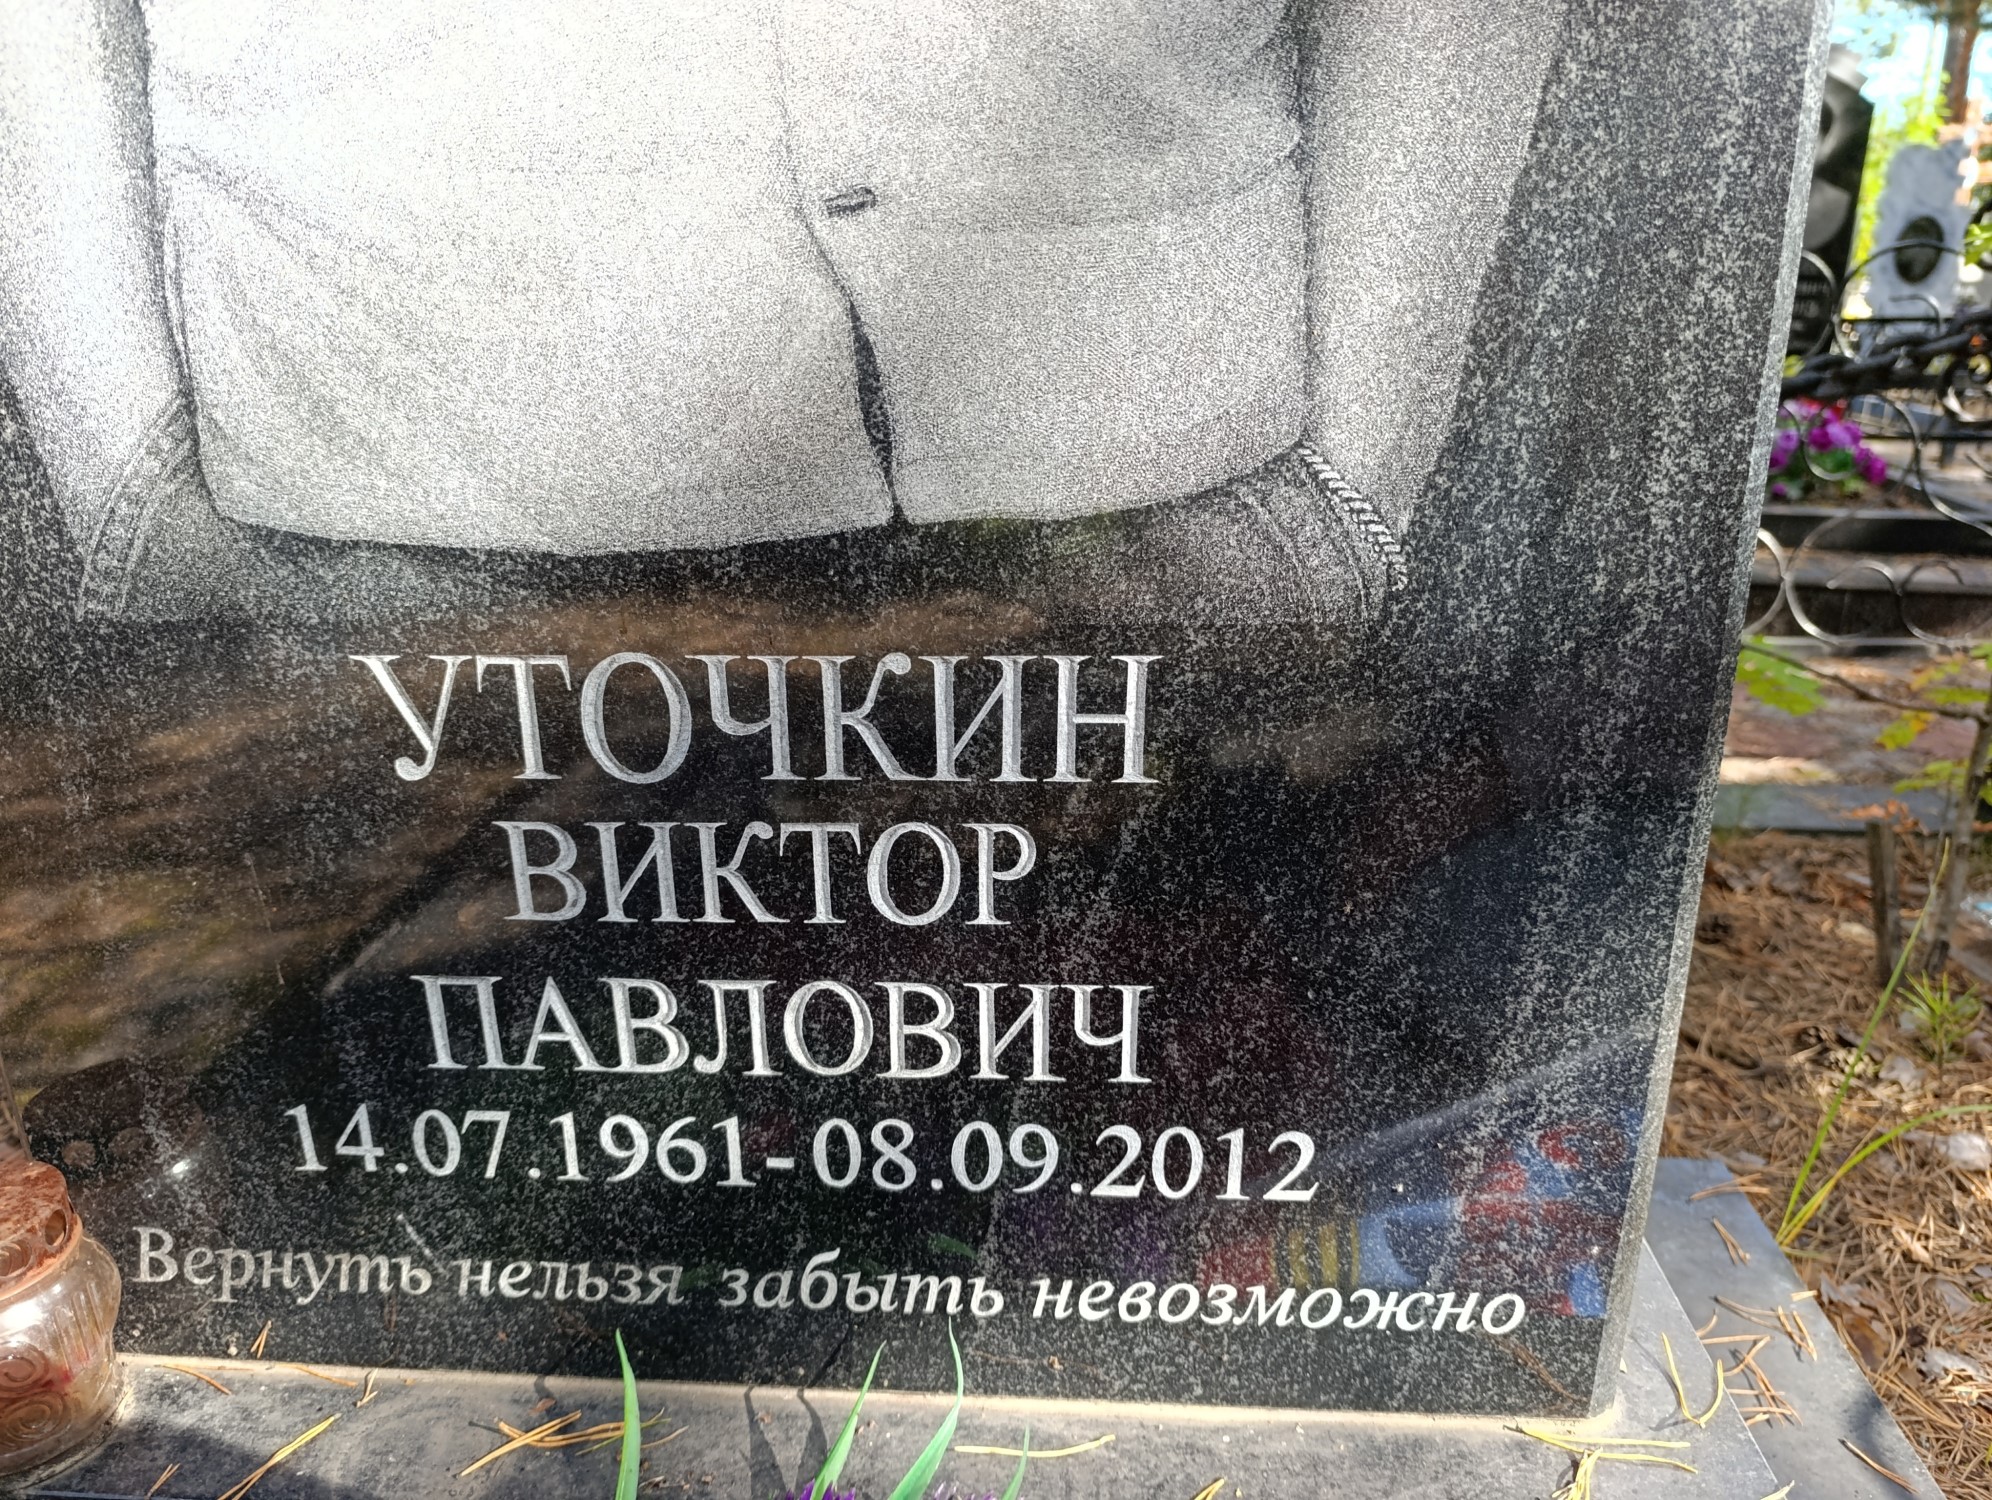 УТОЧКИН
ВИКТОР
ПАВЛОВИЧ
14.07.1961-08.09.2012
Вернуть нельзя забыть невозможно